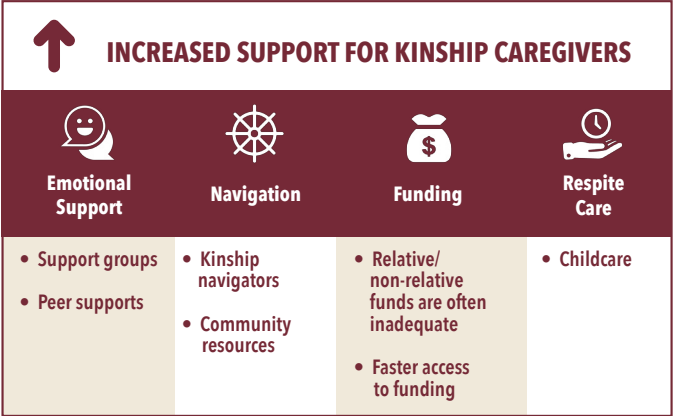 INCREASED SUPPORT FOR KINSHIP CAREGIVERS
Emotional
Support
Navigation
$
Funding
Respite
Care
• Support groups
• Peer supports
• Kinship
navigators
• Community
resources
• Relative/
non-relative
funds are often
inadequate
• Faster access
to funding
• Childcare